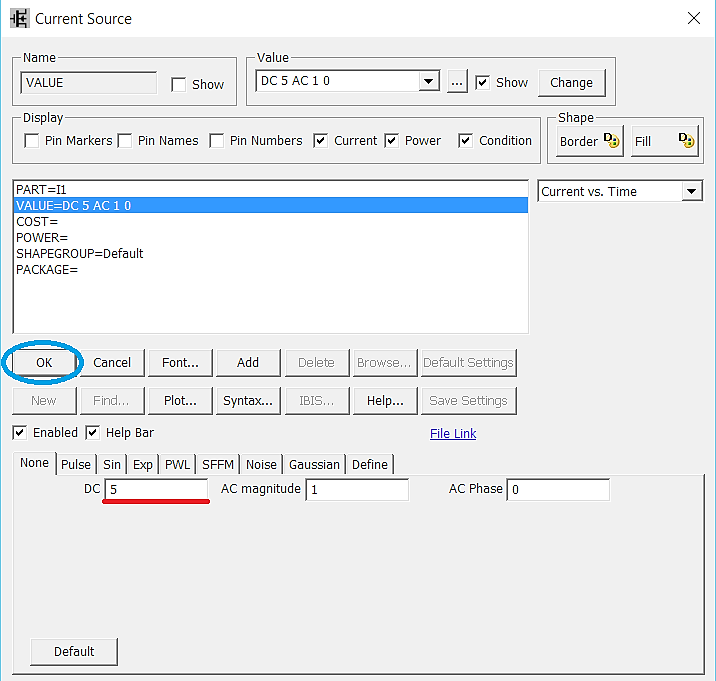 Current Source
Name
VALUE
Show
Value
DC 5 AC 1 0
...
Show
Change
Display
Pin Markers
Pin Names
Pin Numbers
Current
Power
Condition
Shape
Border
Fill
PART=I1
VALUE=DC 5 AC 1 0
COST=
POWER=
SHAPEGROUP=Default
PACKAGE=
Current vs. Time
OK
Cancel
Font...
Add
Delete
Browse...
Default Settings
New
Find...
Plot...
Syntax...
IBIS...
Help...
Save Settings
Enabled
Help Bar
File Link
None
Pulse
Sin
Exp
PWL
SFFM
Noise
Gaussian
Define
DC 5
AC magnitude 1
AC Phase 0
Default